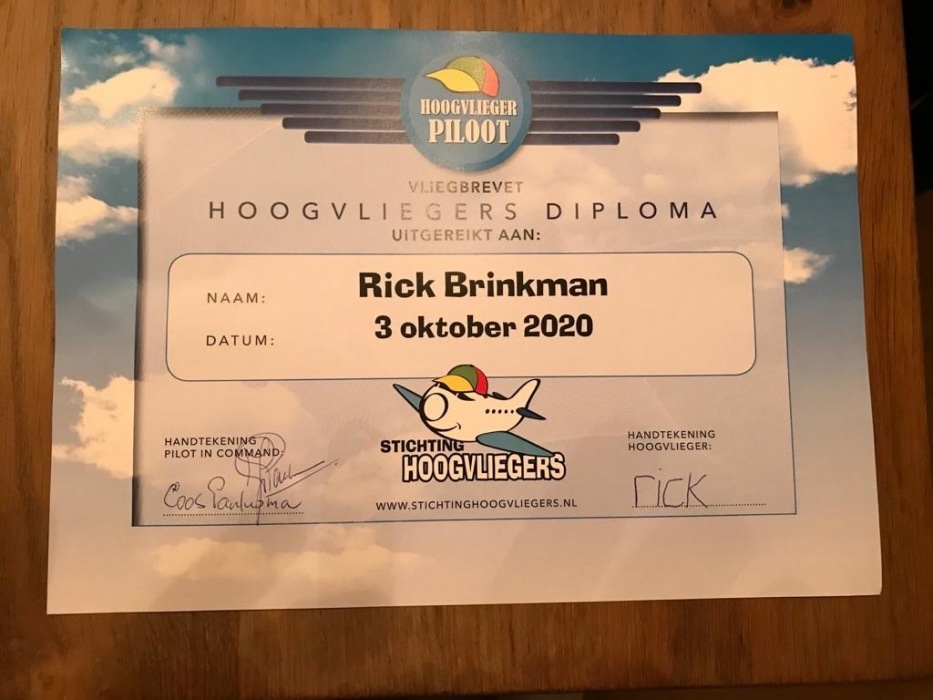 HOOGVLIEGER
PILOOT
VLIEGBREVET
HOOGVLIEGERS DIPLOMA
UITGEREIKT AAN:
NAAM: Rick Brinkman
DATUM: 3 oktober 2020
HANDTEKENING
PILOT IN COMMAND:
Coos
STICHTING
HOOGVLIEGERS
WWW.STICHTINGHOOGVLIEGERS.NL
HANDTEKENING
HOOGVLIEGER:
rick